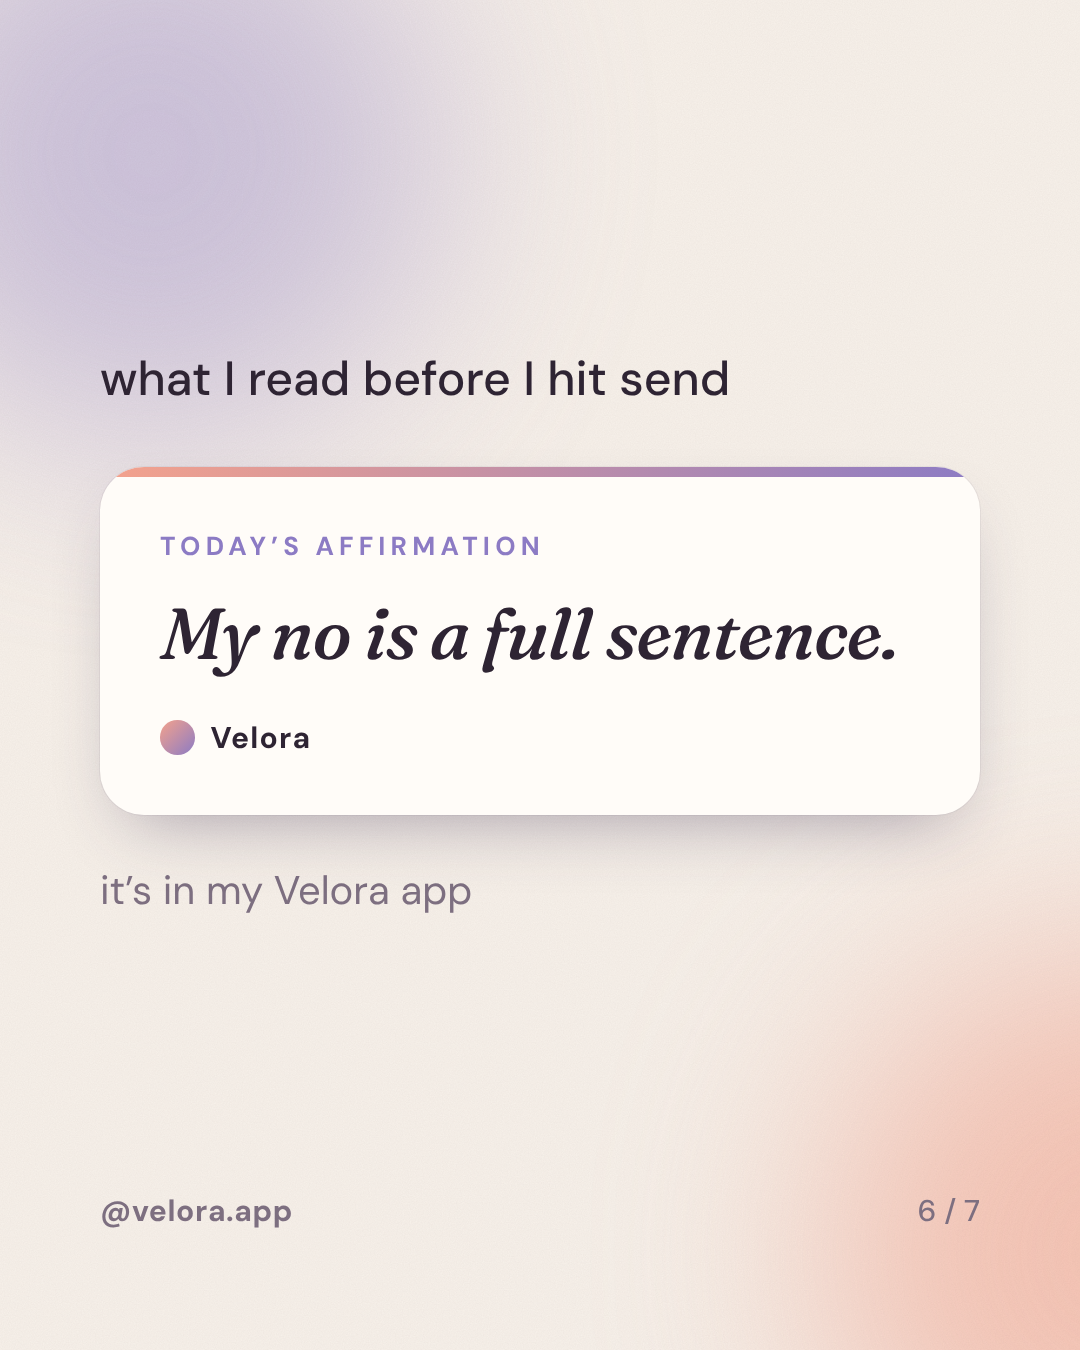 what I read before I hit send
TODAY’S AFFIRMATION
My no is a full sentence.
Velora
it’s in my Velora app
@velora.app
6 / 7